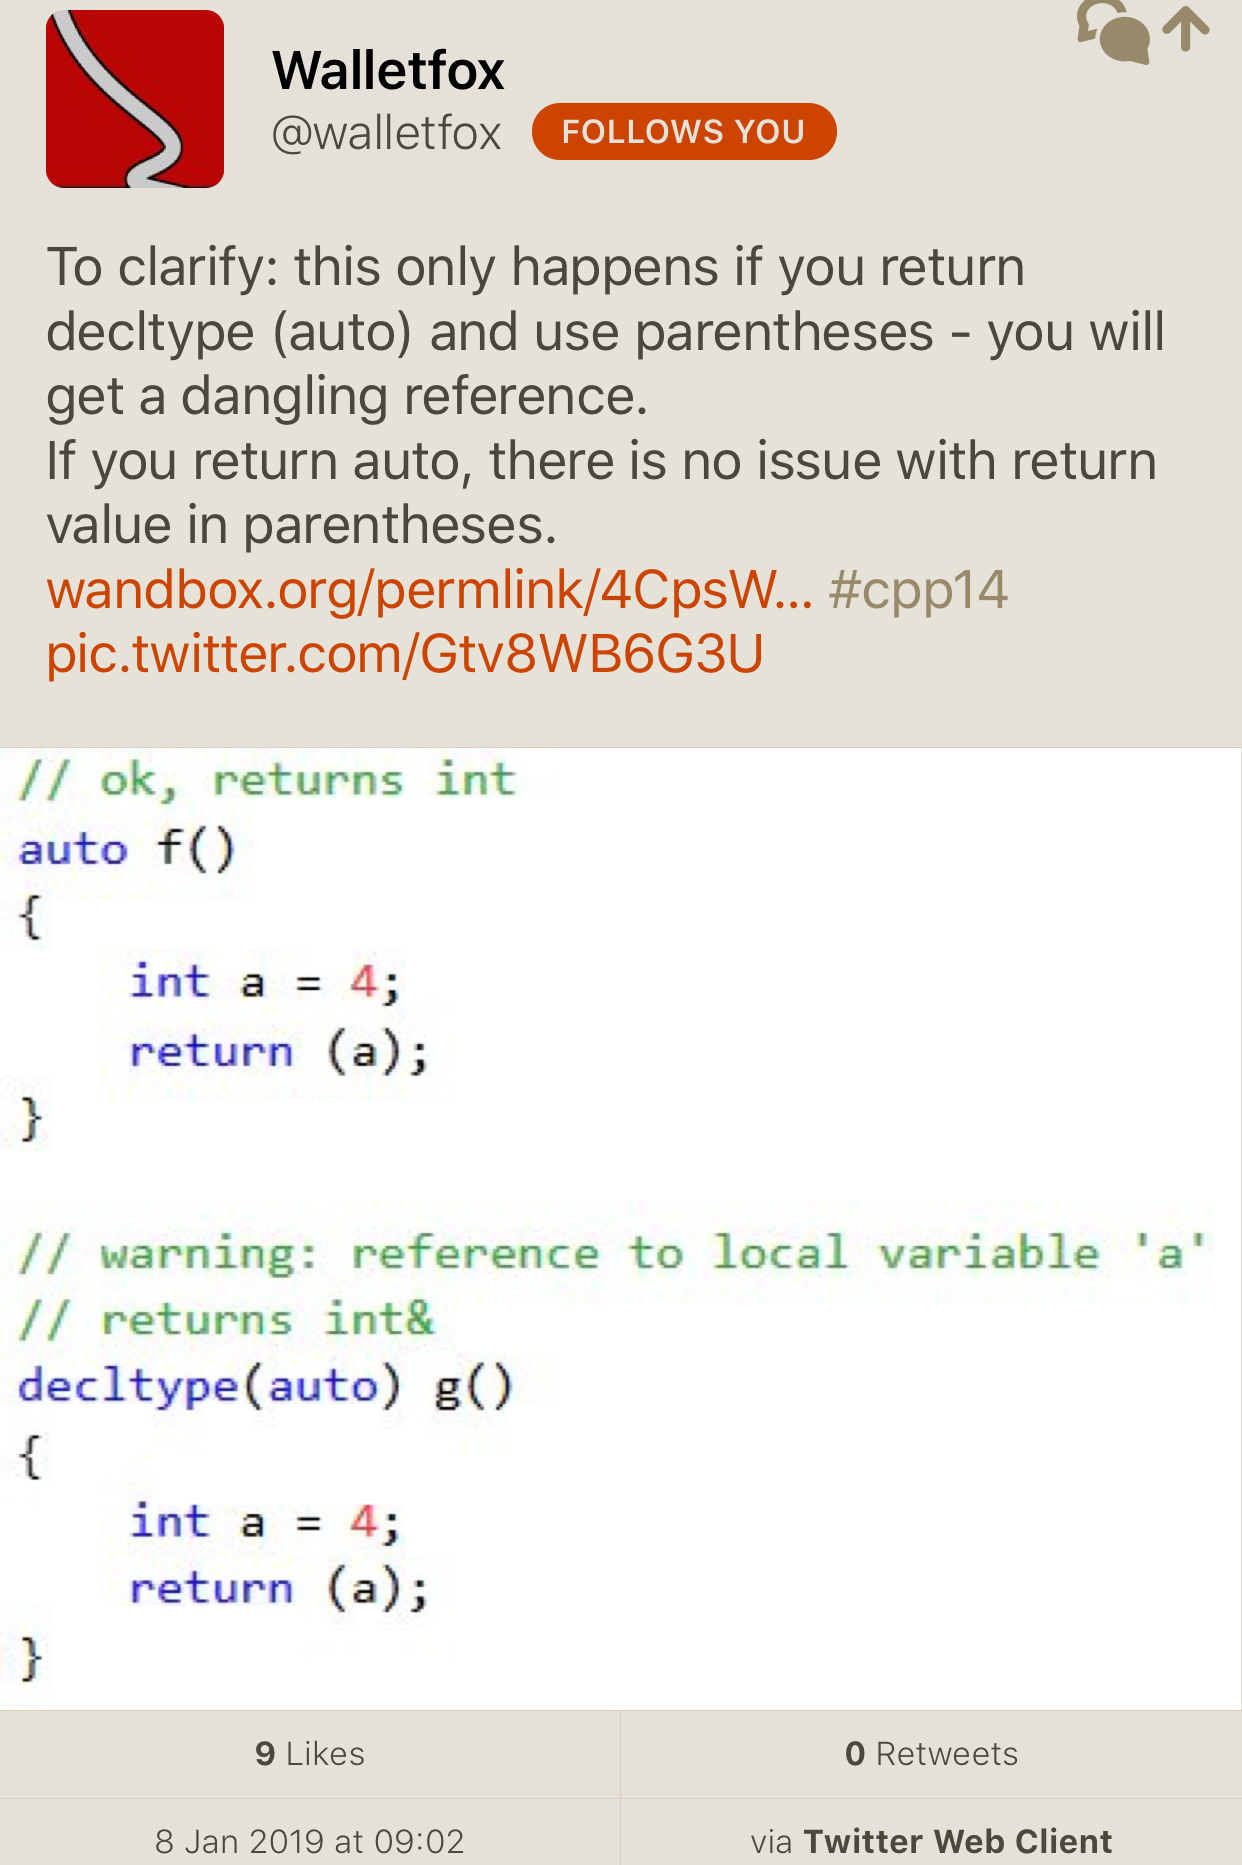 Walletfox
@walletfox FOLLOWS YOU
To clarify: this only happens if you return
decltype (auto) and use parentheses - you will
get a dangling reference.
If you return auto, there is no issue with return
value in parentheses.
wandbox.org/permlink/4CpsW... #cpp14
pic.twitter.com/Gtv8WB6G3U
// ok, returns int
auto f()
{
    int a = 4;
    return (a);
}
// warning: reference to local variable 'a'
// returns int&
decltype(auto) g()
{
    int a = 4;
    return (a);
}
9 Likes
0 Retweets
8 Jan 2019 at 09:02
via Twitter Web Client